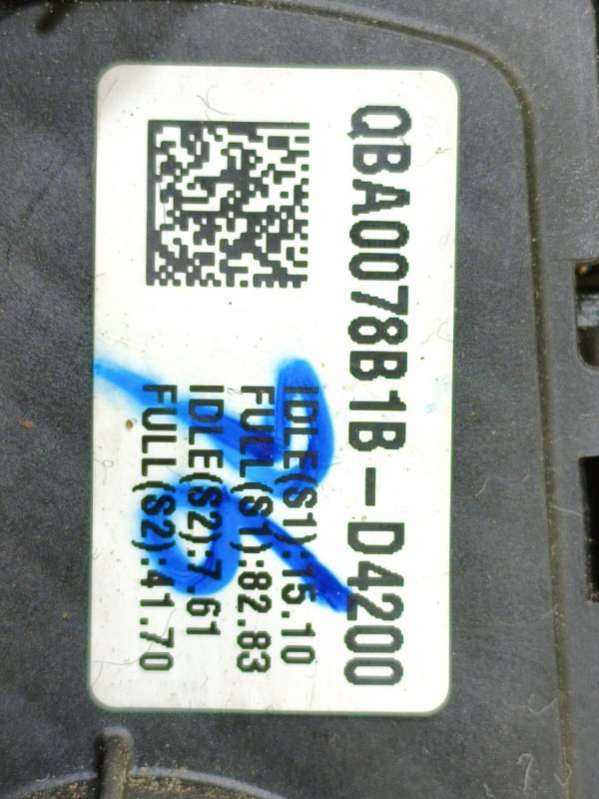 QBA0078B1B-D4200
IDLE(S1):15.10
FULL(S1):82.83
IDLE(S2):7.61
FULL(S2):41.70